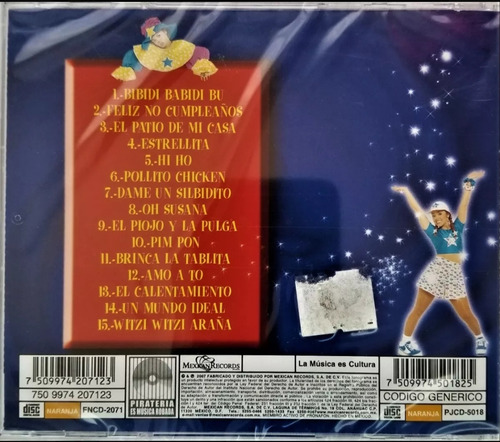 1.-BIBIDI BABIDI BU
2.-FELIZ NO CUMPLEAÑOS
3.-EL PATIO DE MI CASA
4.-ESTRELLITA
5.-HI HO
6.-POLLITO CHICKEN
7.-DAME UN SILBIDITO
8.-OH SUSANA
9.-EL PIOJO Y LA PULGA
10.-PIM PON
11.-BRINCA LA TABLITA
12.-AMO A TO
13.-EL CALENTAMIENTO
14.-UN MUNDO IDEAL
15.-WITZI WITZI ARAÑA
7 509974 207123
750 9974 207123
disc NARANJA FNCD-2071
PIRATERIA
ES MÚSICA ROBADA
MEXICAN RECORDS
La Música es Cultura
7 509974 501825
CODIGO GENERICO
disc NARANJA PJCD-5018